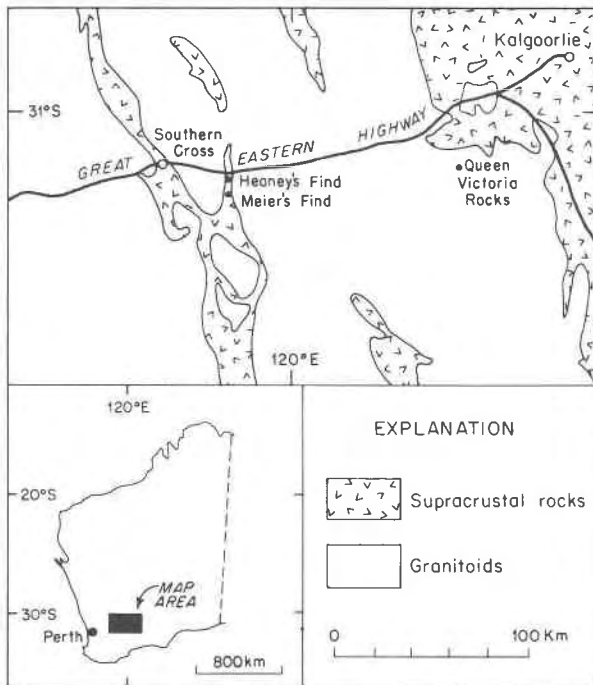 Kalgoorlie
31°S
Southern
Cross
GREAT EASTERN HIGHWAY
Heaney's Find
Meier's Find
Queen
Victoria
Rocks
120°E
120°E
20°S
30°S
Perth
MAP
AREA
800km
EXPLANATION
Supracrustal rocks
Granitoids
0 100 Km